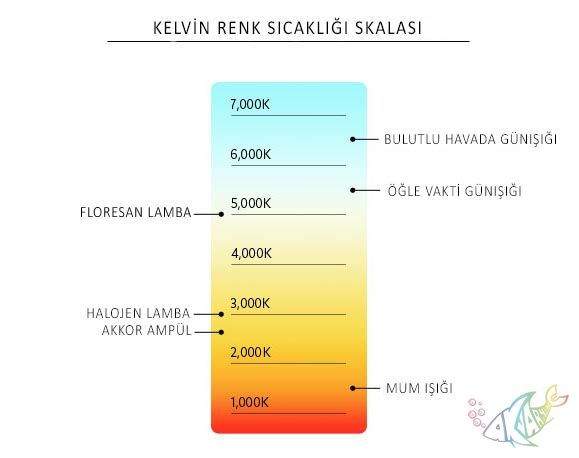 KELVİN RENK SICAKLIĞI SKALASI
7,000K
BULUTLU HAVADA GÜNIŞIĞI
6,000K
ÖĞLE VAKTİ GÜNIŞIĞI
5,000K
FLORESAN LAMBA
4,000K
3,000K
HALOJEN LAMBA
AKKOR AMPÜL
2,000K
MUM IŞIĞI
1,000K